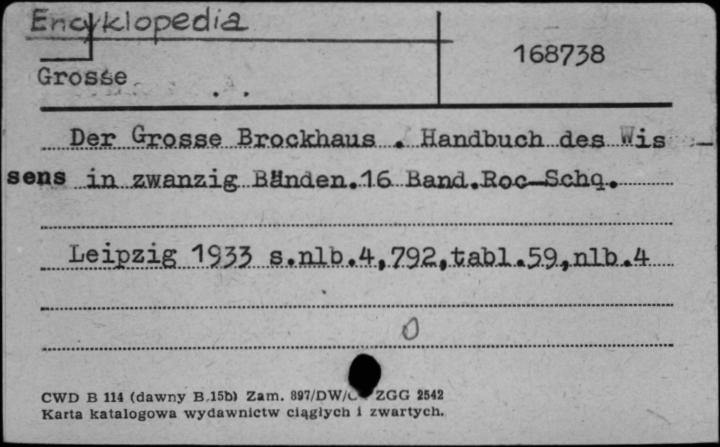 Encyklopedia
168738
Grosse
Der Grosse Brockhaus . Handbuch des Wis-
sens in zwanzig Bänden.16 Band.Roc-Schq.
Leipzig 1933 s.nlb.4,792,tabl.59,nlb.4
0
CWD B 114 (dawny B.15b) Zam. 897/DW/ ZGG 2542
Karta katalogowa wydawnictw ciągłych i zwartych.